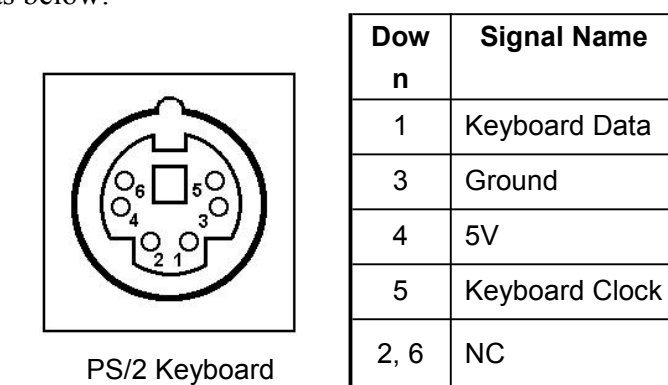 as below:
6
5
4
3
2 1
PS/2 Keyboard
Dow
n
Signal Name
1
Keyboard Data
3
Ground
4
5V
5
Keyboard Clock
2, 6
NC